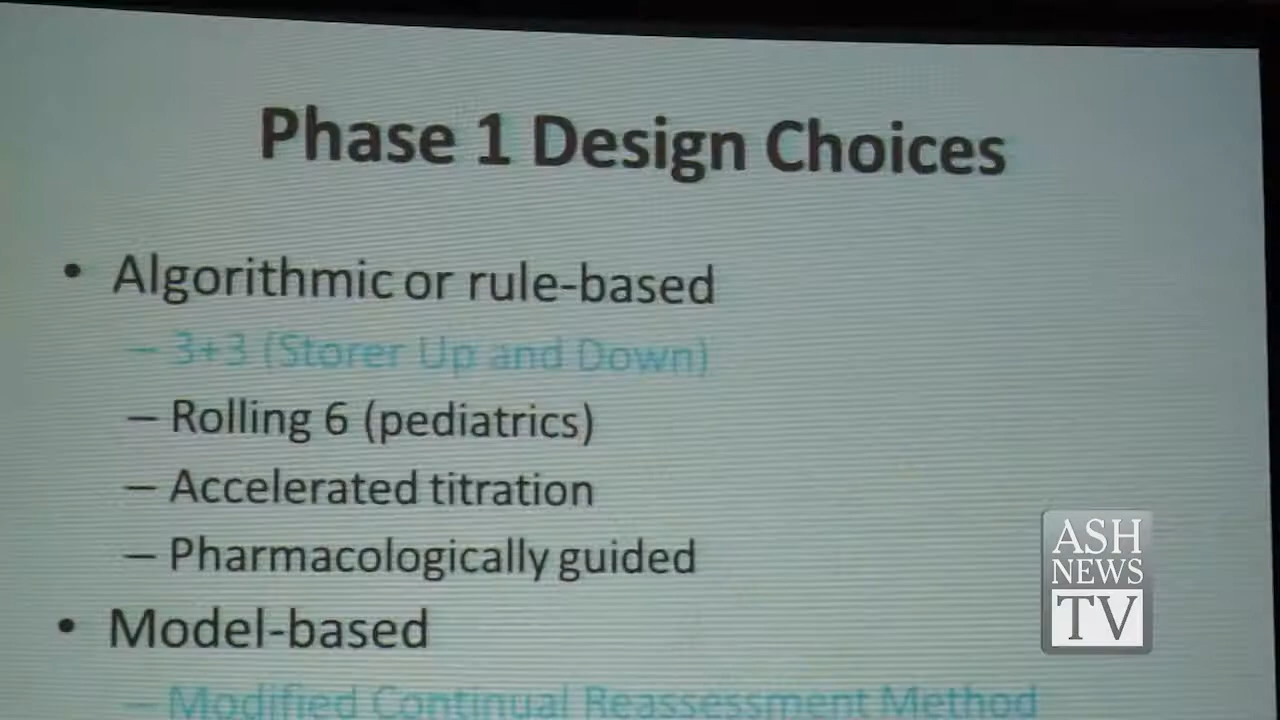 Phase 1 Design Choices
• Algorithmic or rule-based
– 3+3 (Storer Up and Down)
– Rolling 6 (pediatrics)
– Accelerated titration
– Pharmacologically guided
• Model-based
– Modified Continual Reassessment Method
ASH
NEWS
TV